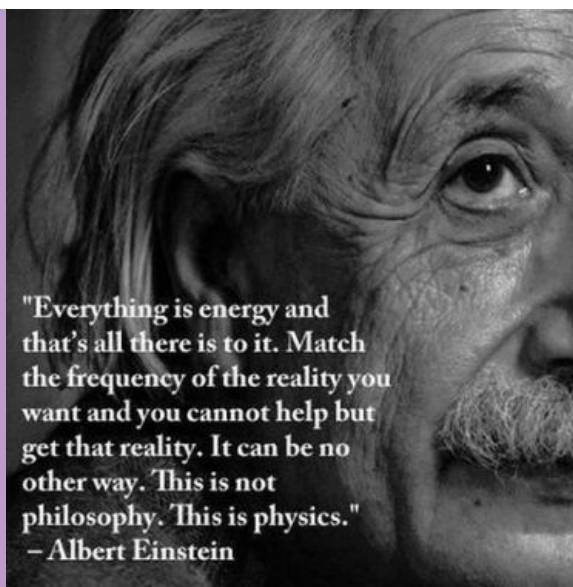 "Everything is energy and
that’s all there is to it. Match
the frequency of the reality you
want and you cannot help but
get that reality. It can be no
other way. This is not
philosophy. This is physics."
– Albert Einstein